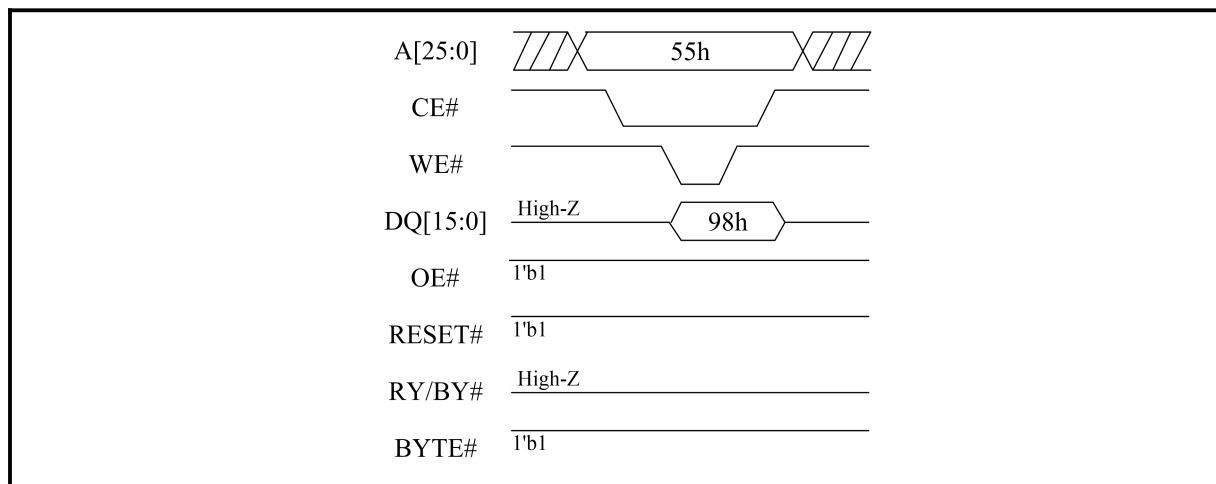 A[25:0] 55h
CE#
WE#
DQ[15:0] High-Z 98h
OE# 1'b1
RESET# 1'b1
RY/BY# High-Z
BYTE# 1'b1